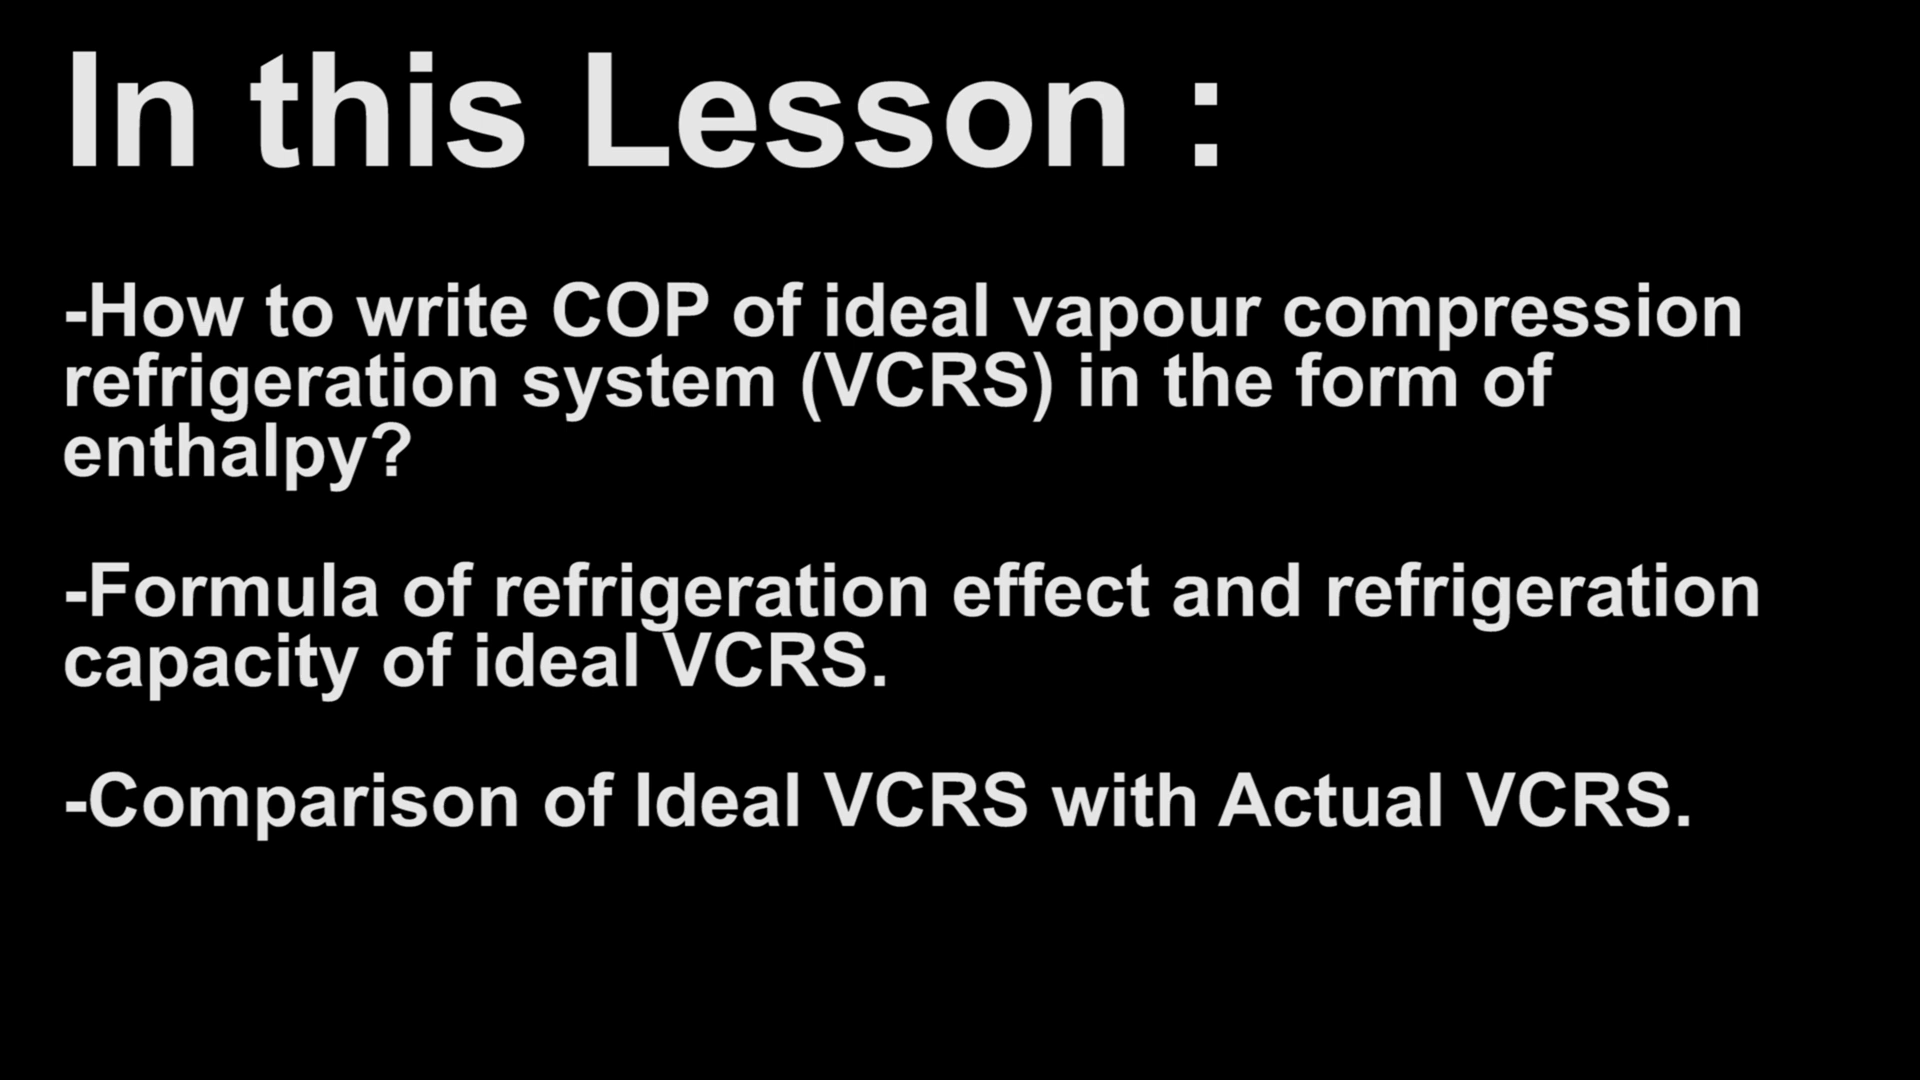 In this Lesson :
-How to write COP of ideal vapour compression
refrigeration system (VCRS) in the form of
enthalpy?
-Formula of refrigeration effect and refrigeration
capacity of ideal VCRS.
-Comparison of Ideal VCRS with Actual VCRS.